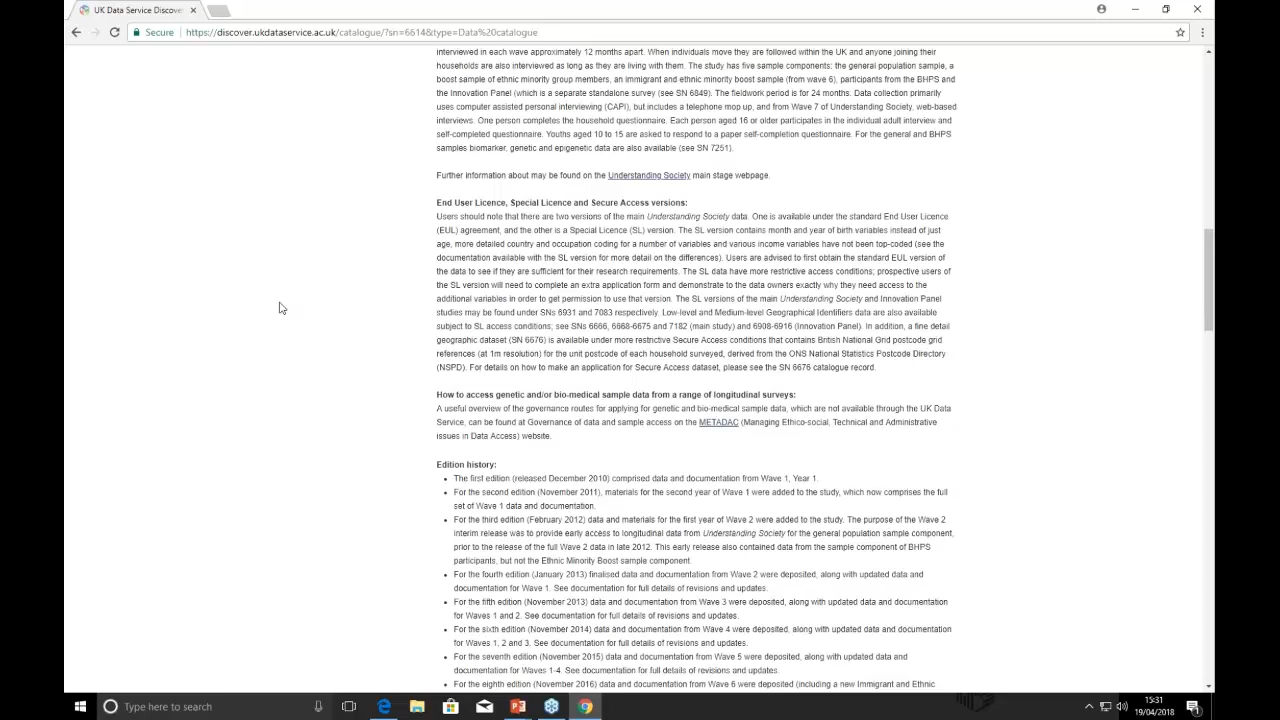 UK Data Service Discove
Secure
https://discover.ukdataservice.ac.uk/catalogue/?sn=6614&type=Data%20catalogue
interviewed in each wave approximately 12 months apart. When individuals move they are followed within the UK and anyone joining their
households are also interviewed as long as they are living with them. The study has five sample components: the general population sample, a
boost sample of ethnic minority group members, an immigrant and ethnic minority boost sample (from wave 6), participants from the BHPS
and the Innovation Panel (which is a separate standalone survey (see SN 6849). The fieldwork period is for 24 months. Data collection primarily
uses computer assisted personal interviewing (CAPI), but includes a telephone mop up, and from Wave 7 of Understanding Society, web-based
interviews. One person completes the household questionnaire. Each person aged 16 or older participates in the individual adult interview and
self-completed questionnaire. Youths aged 10 to 15 are asked to respond to a paper self-completion questionnaire. For the general and BHPS
samples biomarker, genetic and epigenetic data are also available (see SN 7251).
Further information about may be found on the Understanding Society main stage webpage.
End User Licence, Special Licence and Secure Access versions:
Users should note that there are two versions of the main Understanding Society data. One is available under the standard End User Licence
(EUL) agreement, and the other is a Special Licence (SL) version. The SL version contains month and year of birth variables instead of just
age, more detailed country and occupation coding for a number of variables and various income variables have not been top-coded (see the
documentation available with the SL version for more detail on the differences). Users are advised to first obtain the standard EUL version of
the data to see if they are sufficient for their research requirements. The SL data have more restrictive access conditions; prospective users of
the SL version will need to complete an extra application form and demonstrate to the data owners exactly why they need access to the
additional variables in order to get permission to use that version. The SL versions of the main Understanding Society and Innovation Panel
studies may be found under SNs 6931 and 7083 respectively. Low-level and Medium-level Geographical Identifiers data are also available
subject to SL access conditions; see SNs 6666, 6668-6675 and 7182 (main study) and 6908-6916 (Innovation Panel). In addition, a fine detail
geographic dataset (SN 6676) is available under more restrictive Secure Access conditions that contains British National Grid postcode grid
references (at 1m resolution) for the unit postcode of each household surveyed, derived from the ONS National Statistics Postcode Directory
(NSPD). For details on how to make an application for Secure Access dataset, please see the SN 6676 catalogue record.
How to access genetic and/or bio-medical sample data from a range of longitudinal surveys:
A useful overview of the governance routes for applying for genetic and bio-medical sample data, which are not available through the UK Data
Service, can be found at Governance of data and sample access on the METADAC (Managing Ethico-social, Technical and Administrative
issues in Data Access) website.
Edition history:
• The first edition (released December 2010) comprised data and documentation from Wave 1, Year 1.
• For the second edition (November 2011), materials for the second year of Wave 1 were added to the study, which now comprises the full
set of Wave 1 data and documentation.
• For the third edition (February 2012) data and materials for the first year of Wave 2 were added to the study. The purpose of the Wave 2
interim release was to provide early access to longitudinal data from Understanding Society for the general population sample component,
prior to the release of the full Wave 2 data in late 2012. This early release also contained data from the sample component of BHPS
participants, but not the Ethnic Minority Boost sample component.
• For the fourth edition (January 2013) finalised data and documentation from Wave 2 were deposited, along with updated data and
documentation for Wave 1. See documentation for full details of revisions and updates.
• For the fifth edition (November 2013) data and documentation from Wave 3 were deposited, along with updated data and documentation
for Waves 1 and 2. See documentation for full details of revisions and updates.
• For the sixth edition (November 2014) data and documentation from Wave 4 were deposited, along with updated data and documentation
for Waves 1, 2 and 3. See documentation for full details of revisions and updates.
• For the seventh edition (November 2015) data and documentation from Wave 5 were deposited, along with updated data and
documentation for Waves 1-4. See documentation for full details of revisions and updates.
• For the eighth edition (November 2016) data and documentation from Wave 6 were deposited (including a new Immigrant and Ethnic
Type here to search
15:31
19/04/2018